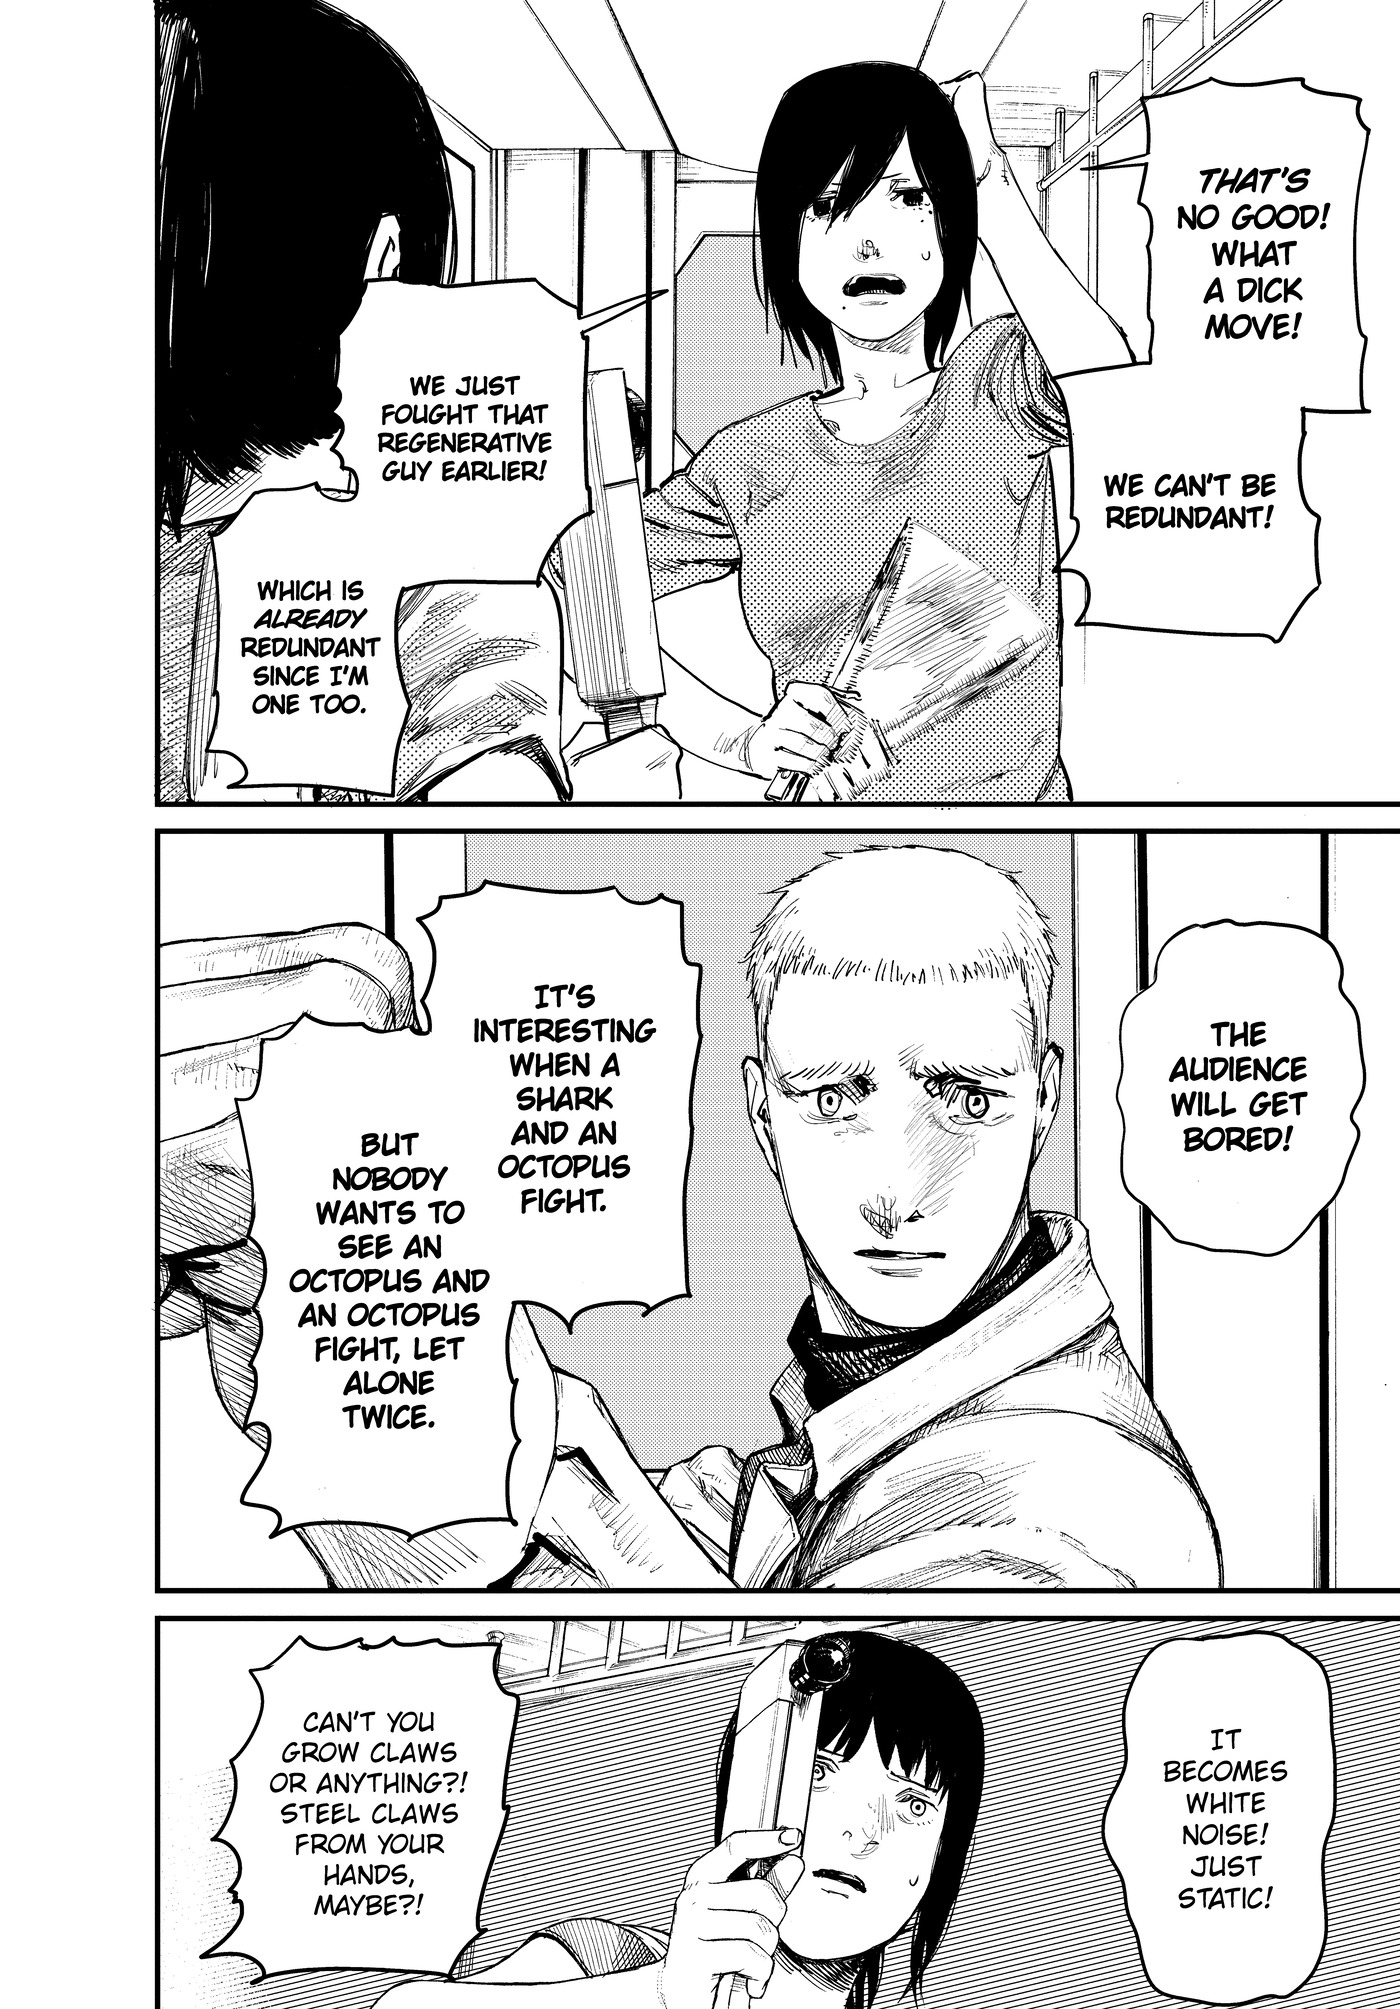 THAT'S
NO GOOD!
WHAT
A DICK
MOVE!
WE CAN'T BE
REDUNDANT!
WE JUST
FOUGHT THAT
REGENERATIVE
GUY EARLIER!
WHICH IS
ALREADY
REDUNDANT
SINCE I'M
ONE TOO.
THE
AUDIENCE
WILL GET
BORED!
IT'S
INTERESTING
WHEN A
SHARK
AND AN
OCTOPUS
FIGHT.
BUT
NOBODY
WANTS TO
SEE AN
OCTOPUS AND
AN OCTOPUS
FIGHT, LET
ALONE
TWICE.
IT
BECOMES
WHITE
NOISE!
JUST
STATIC!
CAN'T YOU
GROW CLAWS
OR ANYTHING?!
STEEL CLAWS
FROM YOUR
HANDS,
MAYBE?!